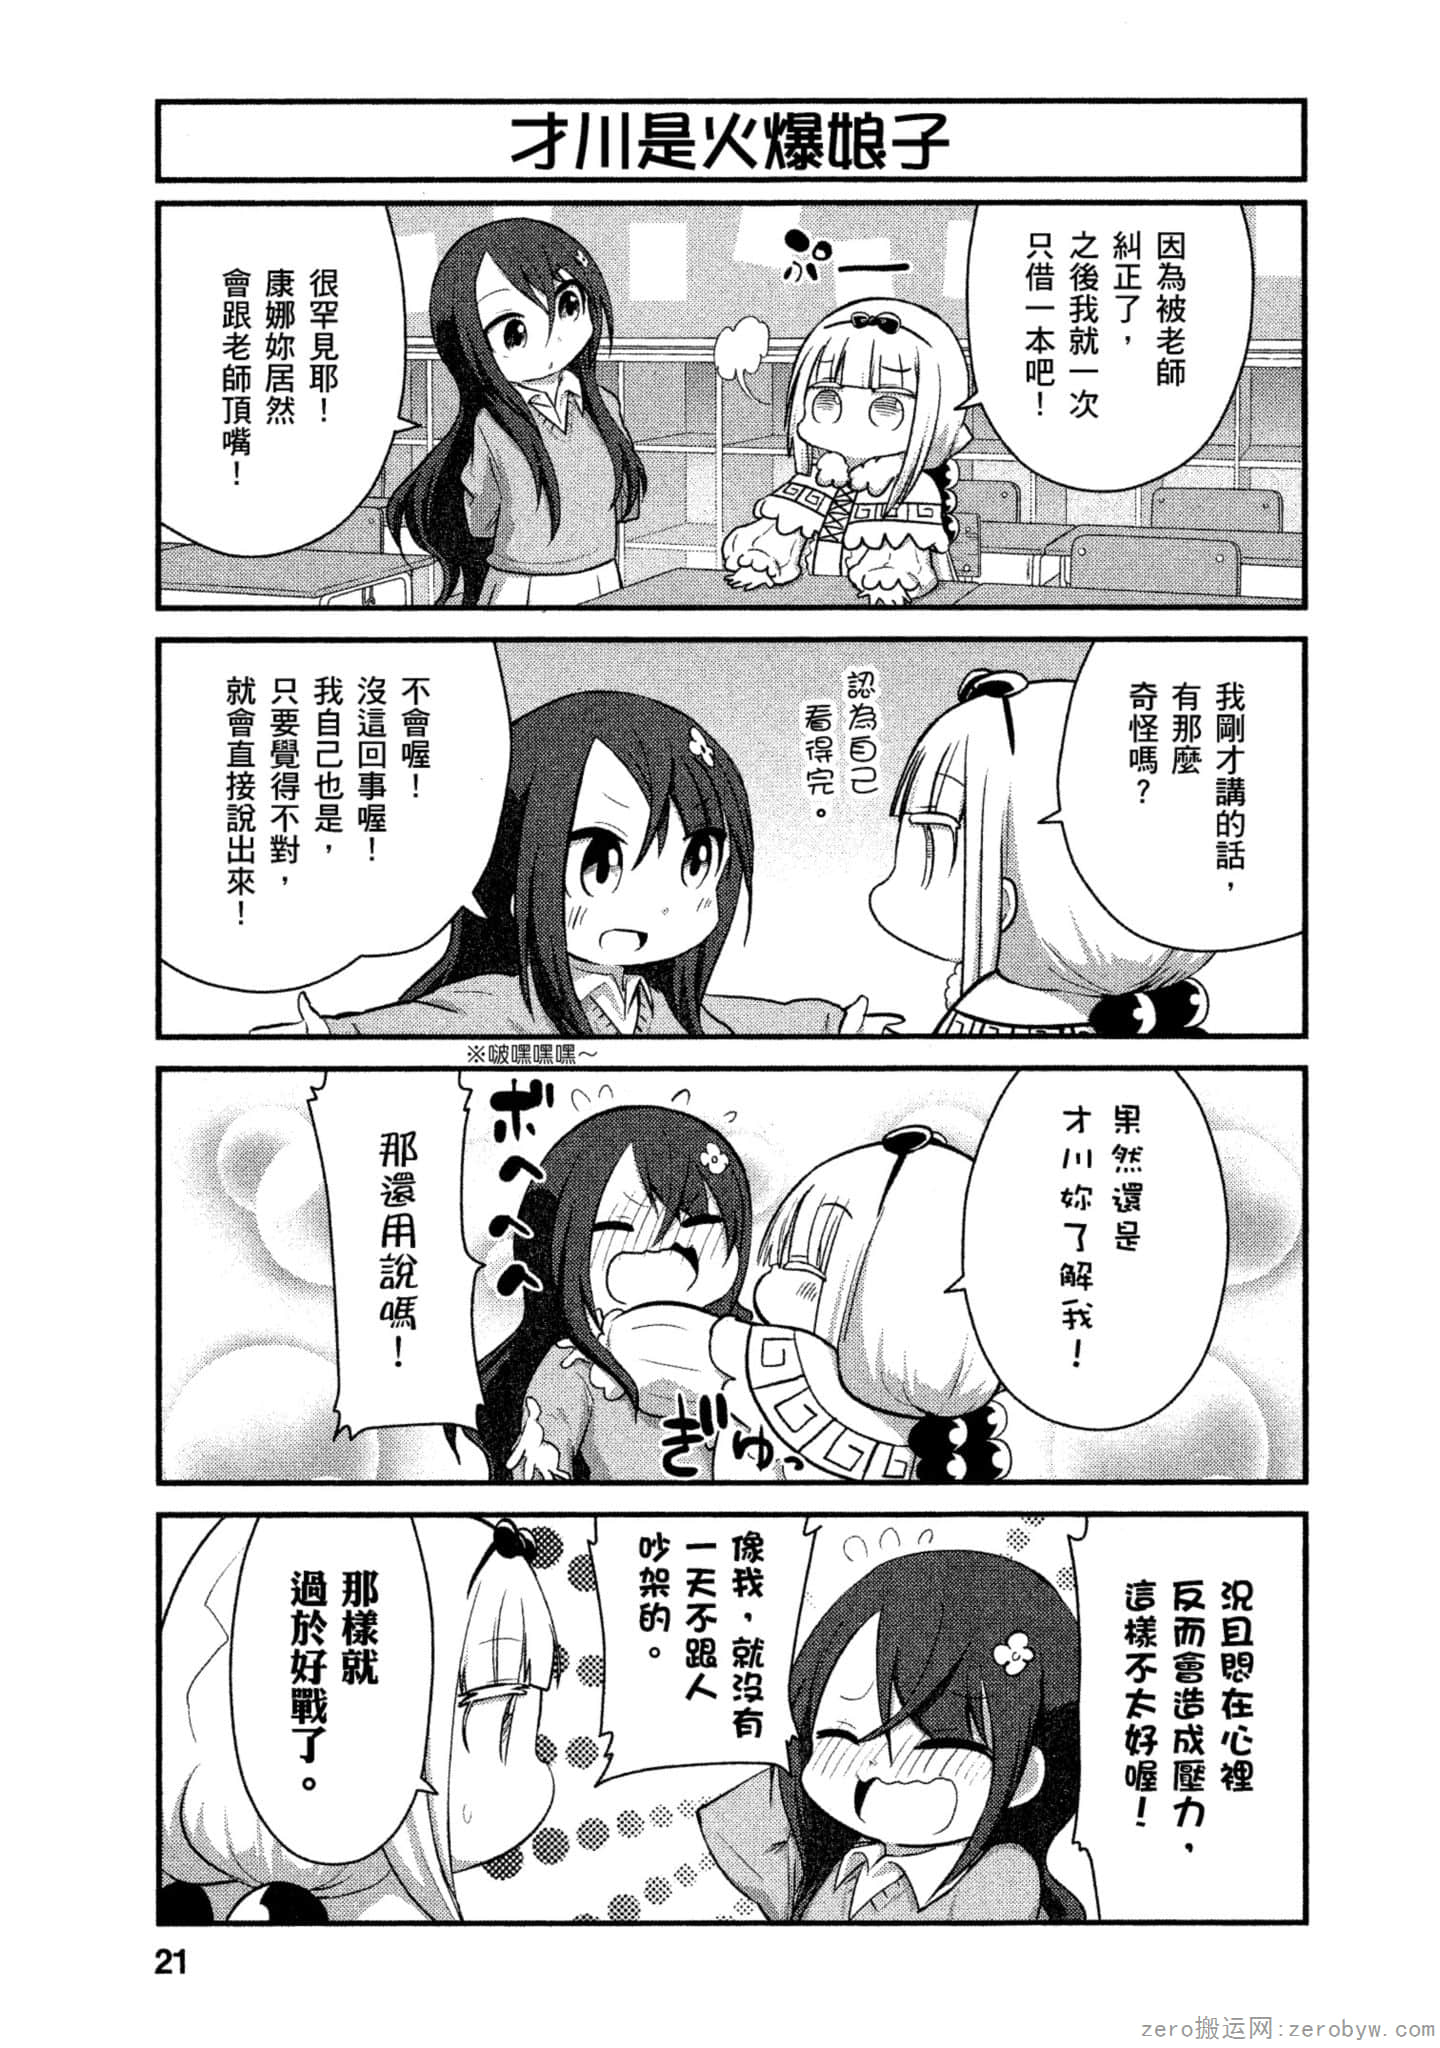 才川是火爆娘子
因為被老師
糾正了，
之後我就一次
只借一本吧！
ぷー
很罕見耶！
康娜妳居然
會跟老師頂嘴！
我剛才講的話，
有那麼
奇怪嗎？
認為自己
看得完。
不會喔！
沒這回事喔！
我自己也是，
只要覺得不對，
就會直接說出來！
※啵嘿嘿嘿～
果然還是
才川妳了解我！
ボへへへ
ぎゅっ
那還用說嗎！
況且悶在心裡
反而會造成壓力，
這樣不太好喔！
像我，就沒有
一天不跟人
吵架的。
那樣就
過於好戰了。
21
zero搬运网:zerobyw.com